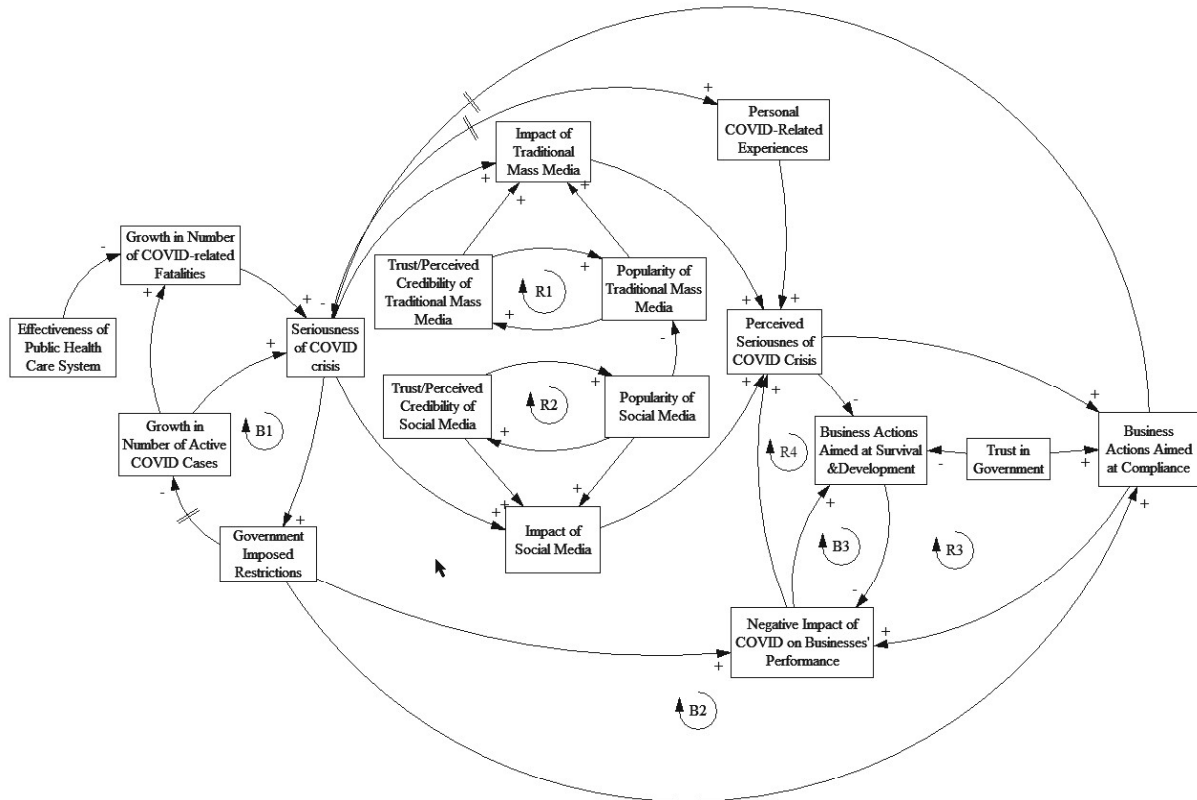 Personal
COVID-Related
Experiences
+
Impact of
Traditional
Mass Media
+
+
+
Growth in Number
of COVID-related
Fatalities
-
+
Trust/Perceived
Credibility of
Traditional Mass
Media
R1
+
+
Popularity of
Traditional Mass
Media
Effectiveness of
Public Health
Care System
+
-
+
Seriousness
of COVID
crisis
+
+
Perceived
Seriousnes of
COVID Crisis
+
+
-
Trust/Perceived
Credibility of
Social Media
R2
+
+
Popularity of
Social Media
-
+
Growth in
Number of Active
COVID Cases
B1
-
R4
Business Actions
Aimed at Survival
&Development
-
+
Trust in
Government
+
Business
Actions Aimed
at Compliance
+
+
+
+
Impact of
Social Media
+
Government
Imposed
Restrictions
B3
R3
-
Negative Impact of
COVID on Businesses'
Performance
+
+
B2